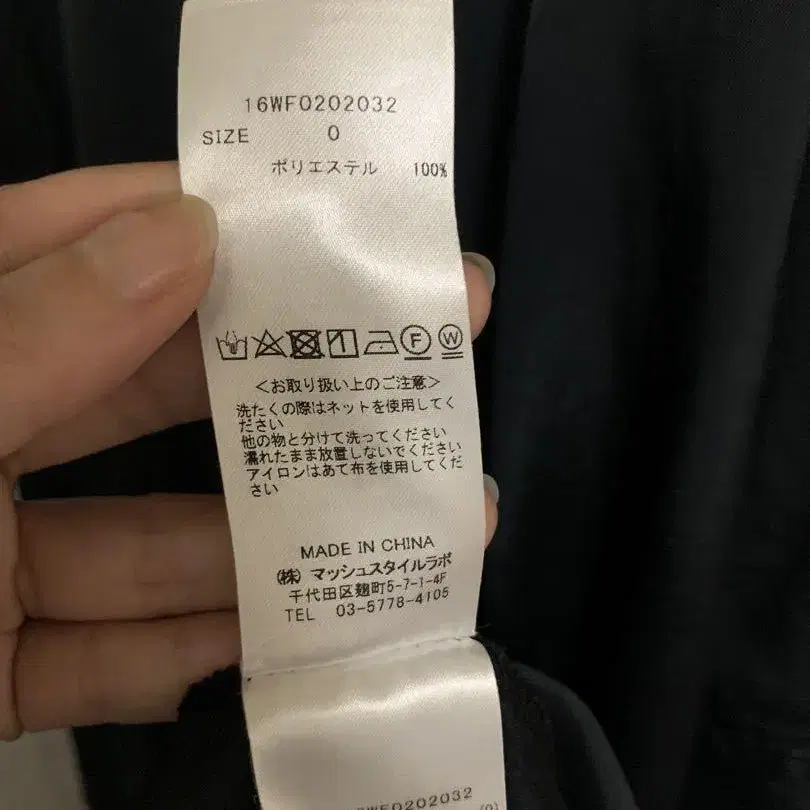 16WFO202032
SIZE 0
ポリエステル 100%
F W
<お取り扱い上のご注意>
洗たくの際はネットを使用してく
ださい
他の物と分けて洗ってください
濡れたまま放置しないでください
アイロンはあて布を使用してくだ
さい
MADE IN CHINA
(株) マッシュスタイルラボ
千代田区麹町5-7-1-4F
TEL 03-5778-4105
WFO202032
(0)